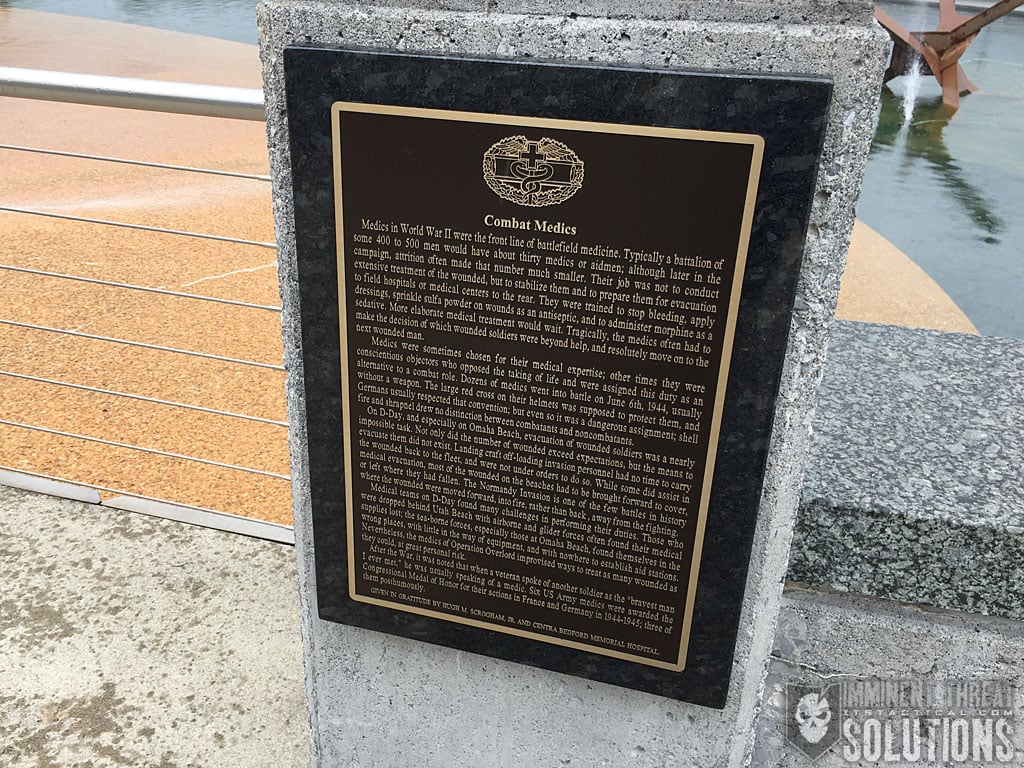 Combat Medics
Medics in World War II were the front line of battlefield medicine. Typically a battalion of
some 400 to 500 men would have about thirty medics or aidmen; although later in the
campaign, attrition often made that number much smaller. Their job was not to conduct
extensive treatment of the wounded, but to stabilize them and to prepare them for evacuation
to field hospitals or medical centers to the rear. They were trained to stop bleeding, apply
dressings, sprinkle sulfa powder on wounds as an antiseptic, and to administer morphine as a
sedative. More elaborate medical treatment would wait. Tragically, the medics often had to
make the decision of which wounded soldiers were beyond help, and resolutely move on to the
next wounded man.
Medics were sometimes chosen for their medical expertise; other times they were
conscientious objectors who opposed the taking of life and were assigned this duty as an
alternative to a combat role. Dozens of medics went into battle on June 6th, 1944, usually
without a weapon. The large red cross on their helmets was supposed to protect them, and
Germans usually respected that convention; but even so it was a dangerous assignment; shell
fire and shrapnel drew no distinction between combatants and noncombatants.
On D-Day, and especially on Omaha Beach, evacuation of wounded soldiers was a nearly
impossible task. Not only did the number of wounded exceed expectations, but the means to
evacuate them did not exist. Landing craft off-loading invasion personnel had no time to carry
the wounded back to the fleet, and were not under orders to do so. While some did assist in
medical evacuation, most of the wounded on the beaches had to be brought forward to cover,
or left where they had fallen. The Normandy Invasion is one of the few battles in history
where the wounded were moved forward, into fire, rather than back, away from the fighting.
Medical teams on D-Day found many challenges in performing their duties. Those who
were dropped behind Utah Beach with airborne and glider forces often found their medical
supplies lost; the sea-borne forces, especially those at Omaha Beach, found themselves in the
wrong places, with little in the way of equipment, and with nowhere to establish aid stations.
Nevertheless, the medics of Operation Overlord improvised ways to treat as many wounded as
they could, at great personal risk.
After the War, it was noted that when a veteran spoke of another soldier as the "bravest man
I ever met," he was usually speaking of a medic. Six US Army medics were awarded the
Congressional Medal of Honor for their actions in France and Germany in 1944-1945; three of
them posthumously.
GIVEN IN GRATITUDE BY HUGH M. SCROGHAM, JR. AND CENTRA BEDFORD MEMORIAL HOSPITAL.
IMMINENT THREAT
ITSTACTICAL.COM
SOLUTIONS